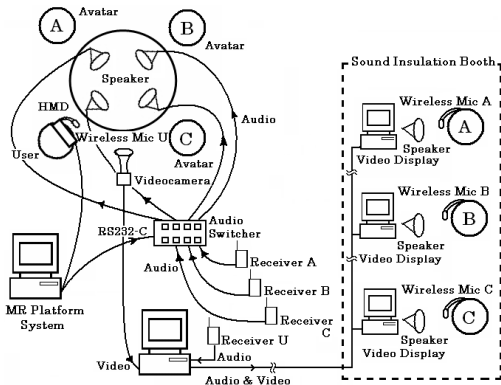 A
Avatar
B
Avatar
Speaker
HMD
Wireless Mic U
User
C
Avatar
Audio
Videocamera
RS232-C
Audio
Switcher
Audio
Receiver A
Receiver B
Receiver
C
MR Platform
System
Receiver U
Video
Audio
Audio & Video
Sound Insulation Booth
Wireless Mic A
A
Speaker
Video Display
Wireless Mic B
B
Speaker
Video Display
Wireless Mic C
C
Speaker
Video Display